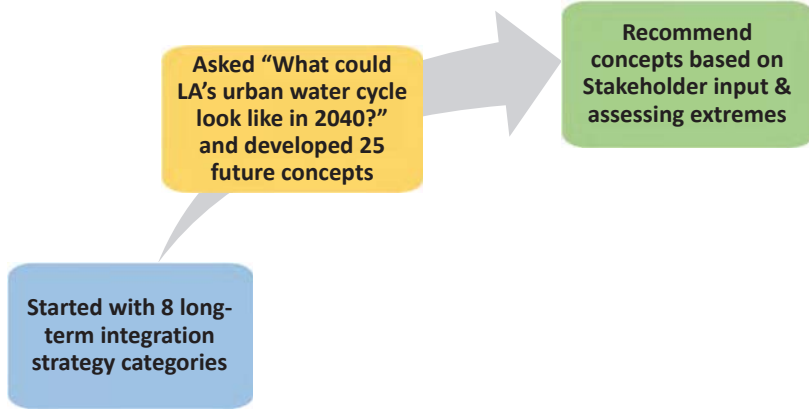 Recommend
concepts based on
Stakeholder input &
assessing extremes
Asked “What could
LA’s urban water cycle
look like in 2040?”
and developed 25
future concepts
Started with 8 long-
term integration
strategy categories